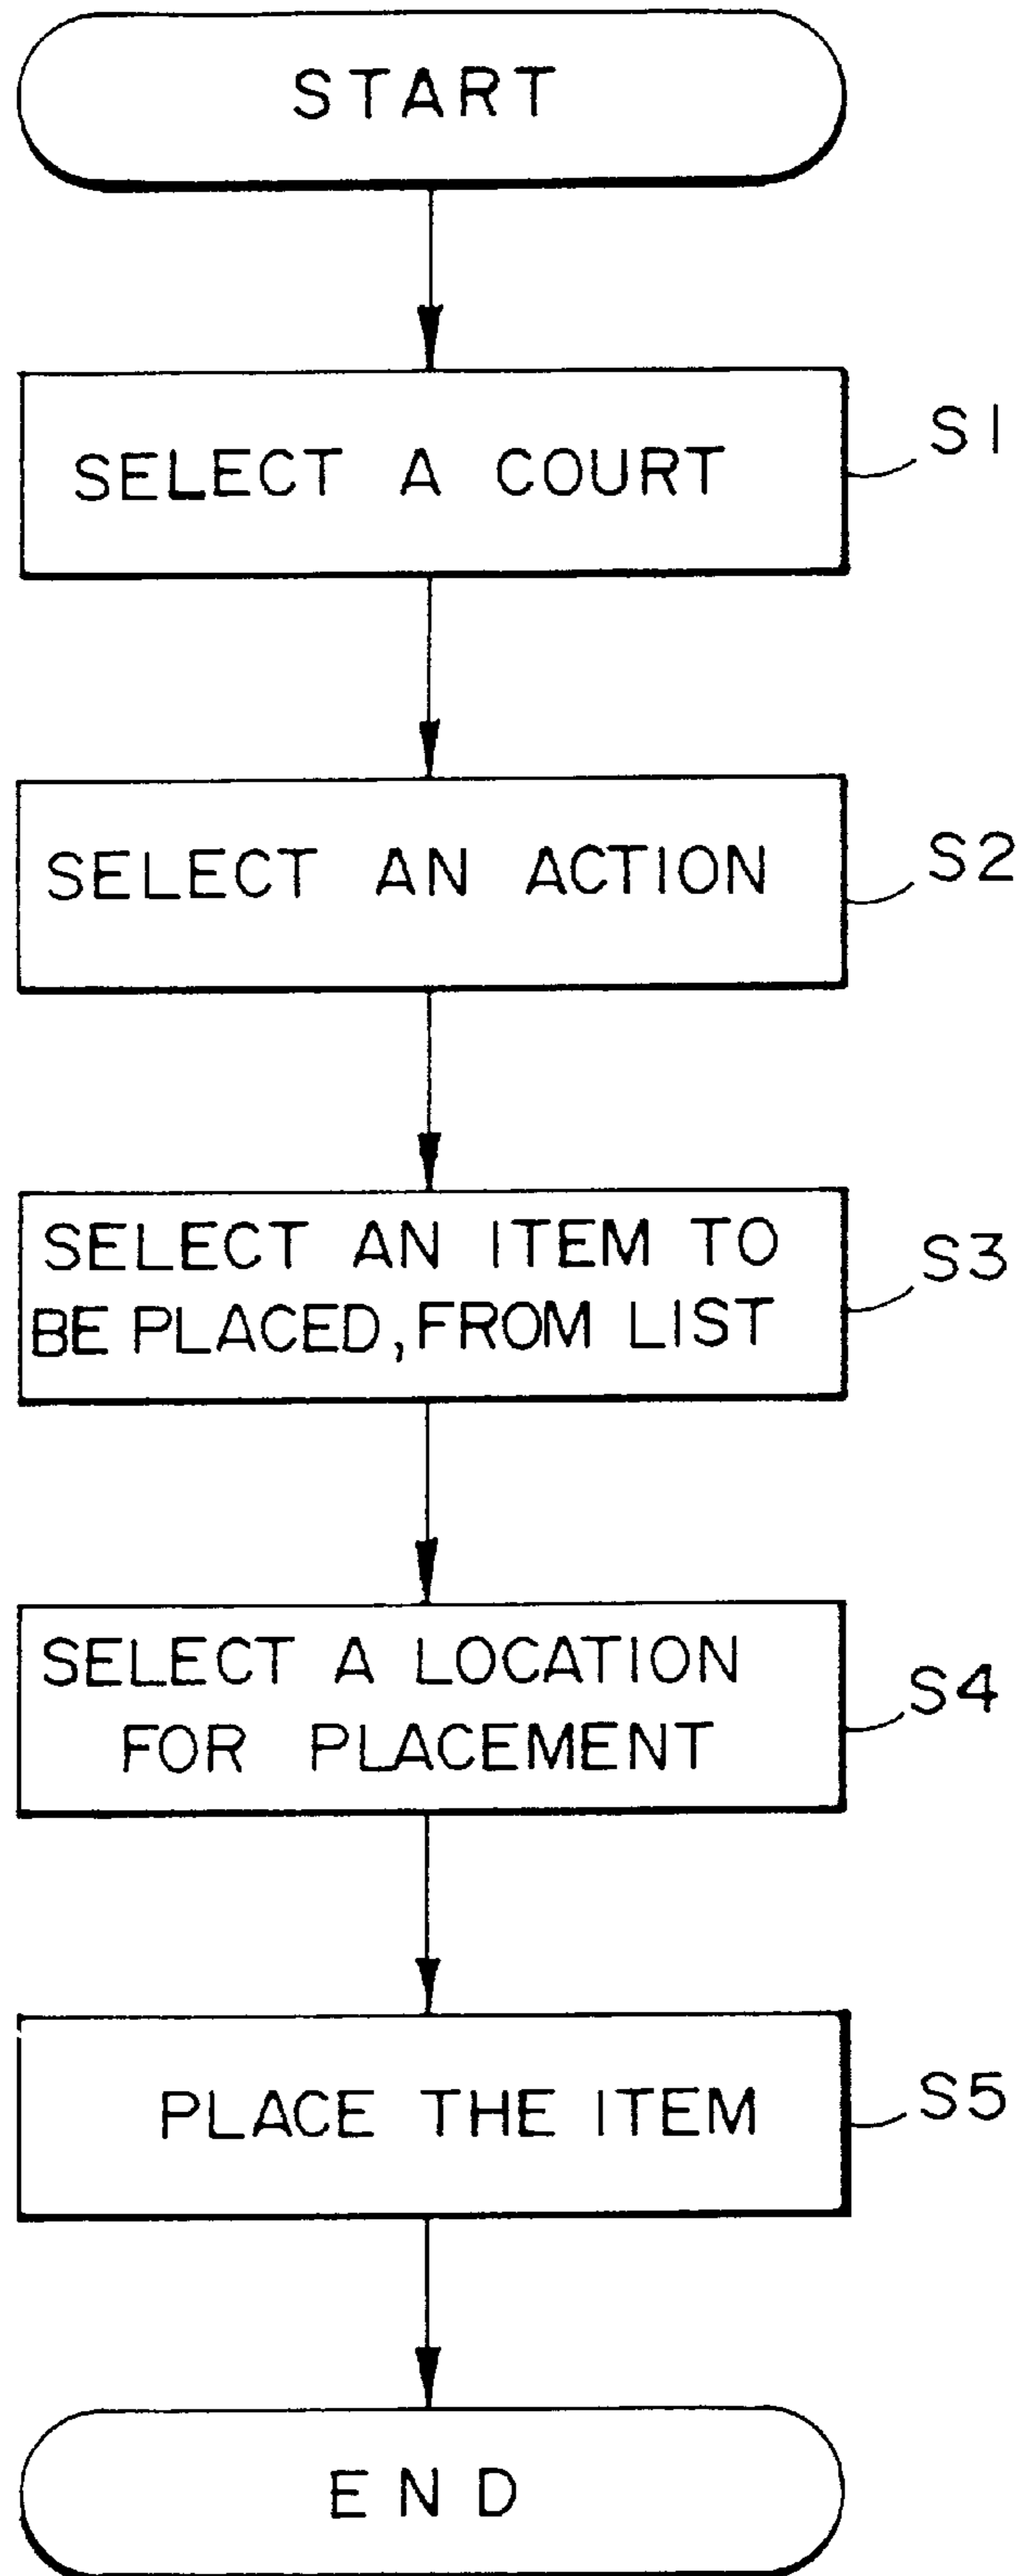 START
SELECT A COURT
S1
SELECT AN ACTION
S2
SELECT AN ITEM TO
BE PLACED, FROM LIST
S3
SELECT A LOCATION
FOR PLACEMENT
S4
PLACE THE ITEM
S5
END